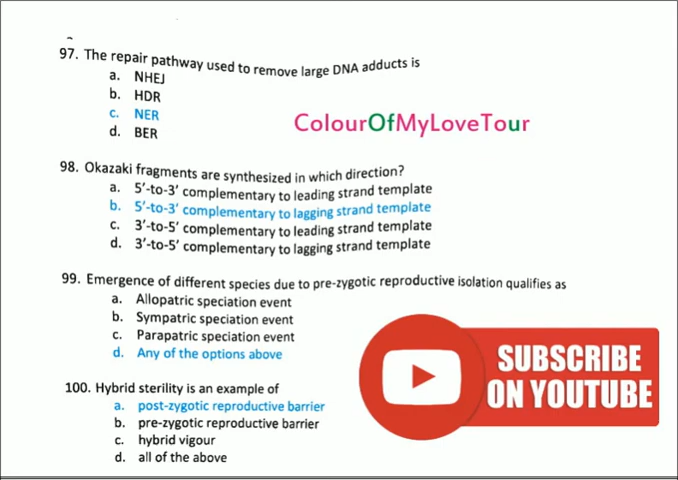 97. The repair pathway used to remove large DNA adducts is
a. NHEJ
b. HDR
c. NER
d. BER
ColourOfMyLoveTour
98. Okazaki fragments are synthesized in which direction?
a. 5′-to-3′ complementary to leading strand template
b. 5′-to-3′ complementary to lagging strand template
c. 3′-to-5′ complementary to leading strand template
d. 3′-to-5′ complementary to lagging strand template
99. Emergence of different species due to pre-zygotic reproductive isolation qualifies as
a. Allopatric speciation event
b. Sympatric speciation event
c. Parapatric speciation event
d. Any of the options above
SUBSCRIBE
ON YOUTUBE
100. Hybrid sterility is an example of
a. post-zygotic reproductive barrier
b. pre-zygotic reproductive barrier
c. hybrid vigour
d. all of the above